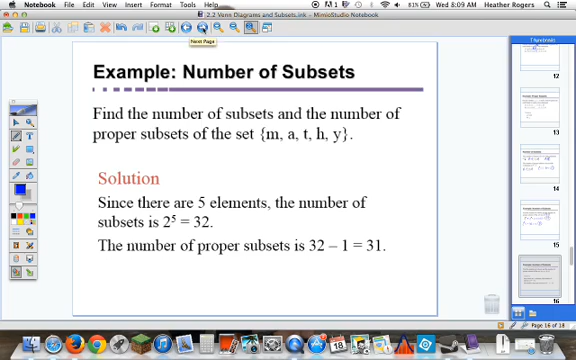 Notebook File Edit View Insert Format Tools Help
Wed 8:09 AM Heather Rogers
2.2 Venn Diagrams and Subsets.ink — MimioStudio Notebook
Next Page
Example: Number of Subsets
Find the number of subsets and the number of
proper subsets of the set {m, a, t, h, y}.
Solution
Since there are 5 elements, the number of
subsets is 2⁵ = 32.
The number of proper subsets is 32 – 1 = 31.
12
13
14
15
16
Page 16 of 18